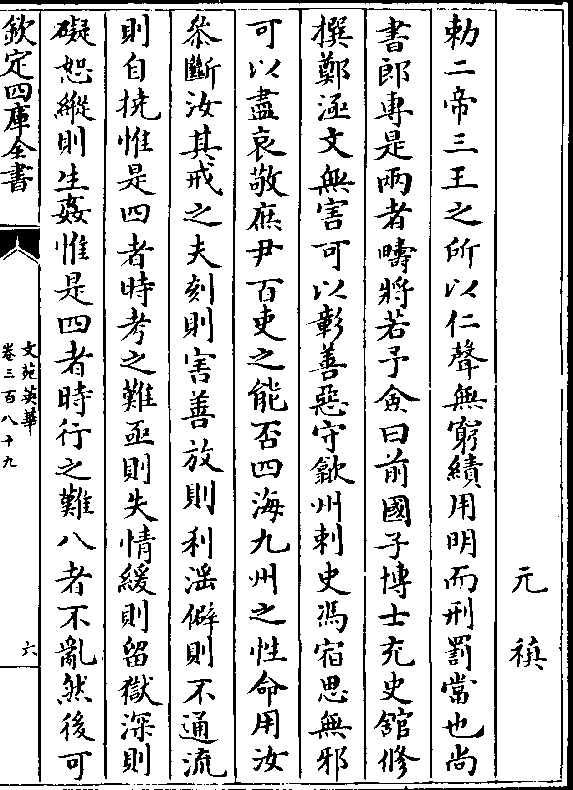 元稹
勅二帝三王之所以仁聲無窮績用明而刑罰當也尚
書郎專是兩者疇將若予僉曰前國子博士充史舘修
撰鄭涵文無害可以彰善惡守歙州刺史馮宿思無邪
可以盡哀敬庶尹百吏之能否四海九州之性命用汝
叅斷汝其戒之夫刻則害善放則利淫僻則不通流
則自撓惟是四者時考之難亟則失情緩則留獄深則
礙恕縱則生姦惟是四者時行之難八者不亂然後可
欽定四庫全書
文苑英華
卷三百八十九
六